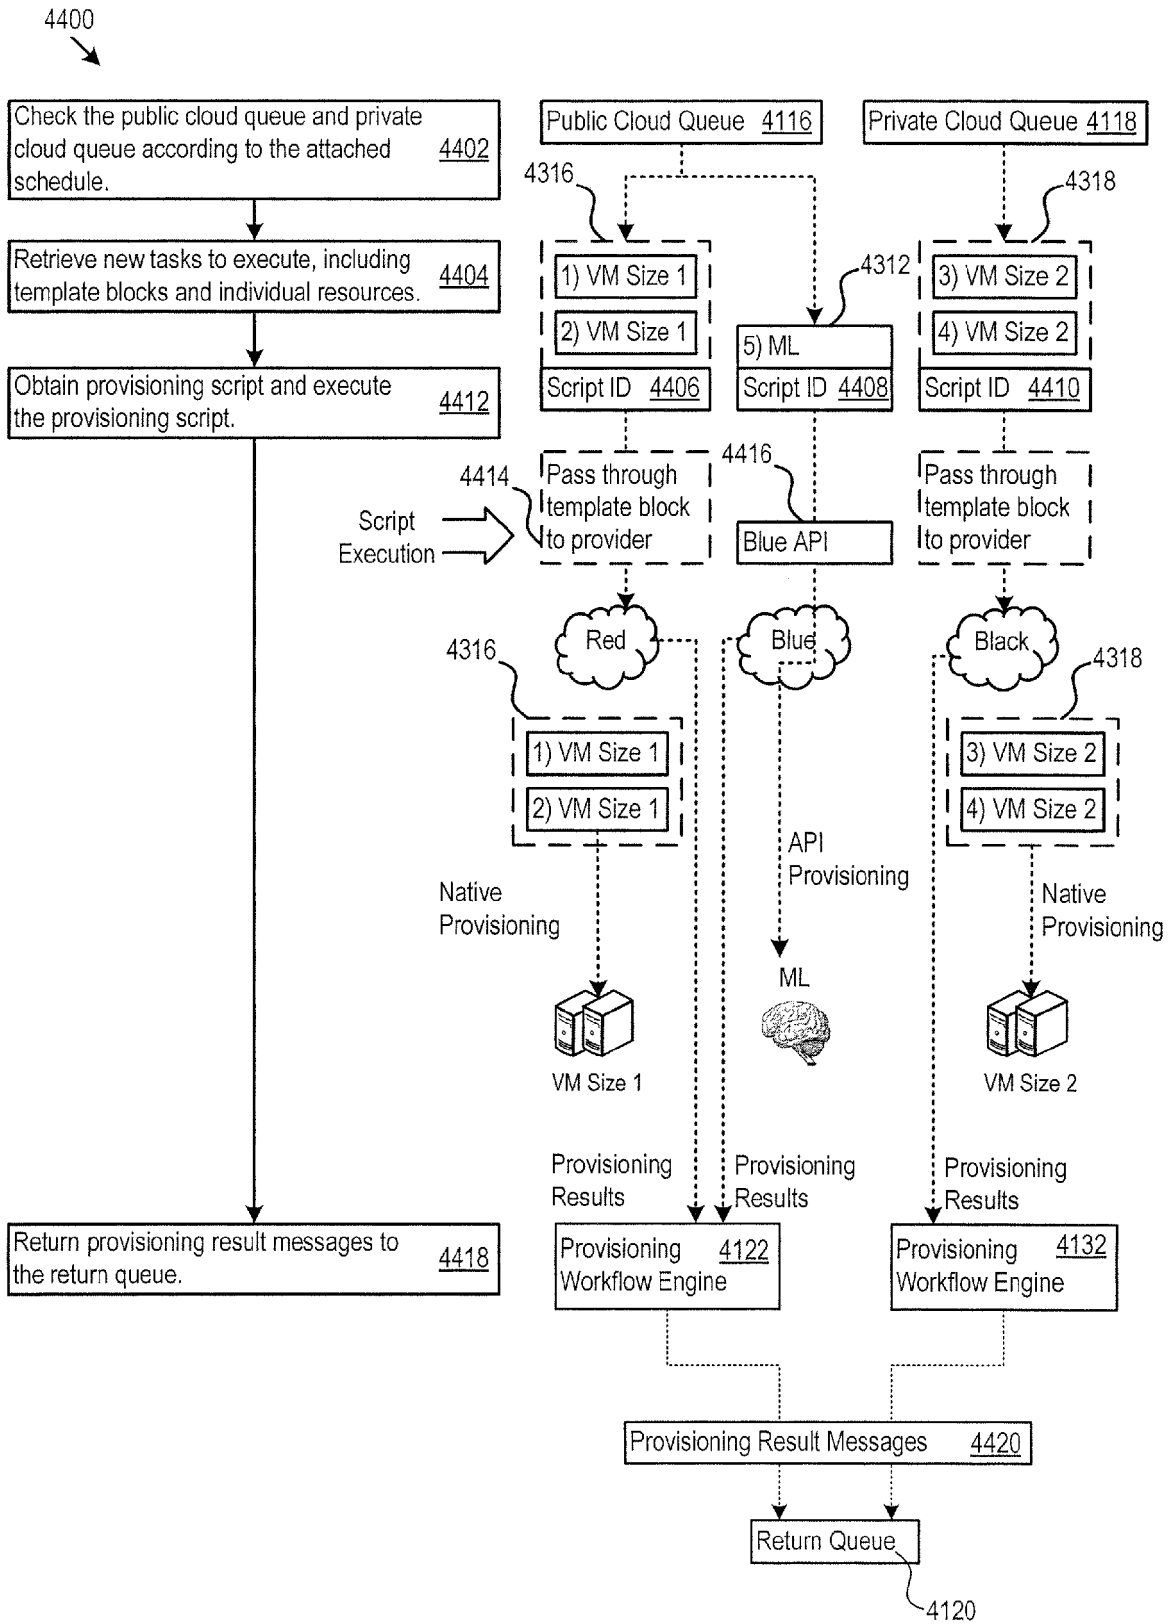 4400
Check the public cloud queue and private
cloud queue according to the attached
schedule.
4402
Retrieve new tasks to execute, including
template blocks and individual resources.
4404
Obtain provisioning script and execute
the provisioning script.
4412
Return provisioning result messages to
the return queue.
4418
Public Cloud Queue 4116
Private Cloud Queue 4118
4316
4318
1) VM Size 1
2) VM Size 1
Script ID 4406
4312
5) ML
Script ID 4408
3) VM Size 2
4) VM Size 2
Script ID 4410
4414
Script
Execution
Pass through
template block
to provider
4416
Blue API
Pass through
template block
to provider
Red
Blue
Black
4316
4318
1) VM Size 1
2) VM Size 1
3) VM Size 2
4) VM Size 2
Native
Provisioning
API
Provisioning
Native
Provisioning
ML
VM Size 1
VM Size 2
Provisioning
Results
Provisioning
Results
Provisioning
Results
Provisioning
Workflow Engine
4122
Provisioning
Workflow Engine
4132
Provisioning Result Messages 4420
Return Queue
4120